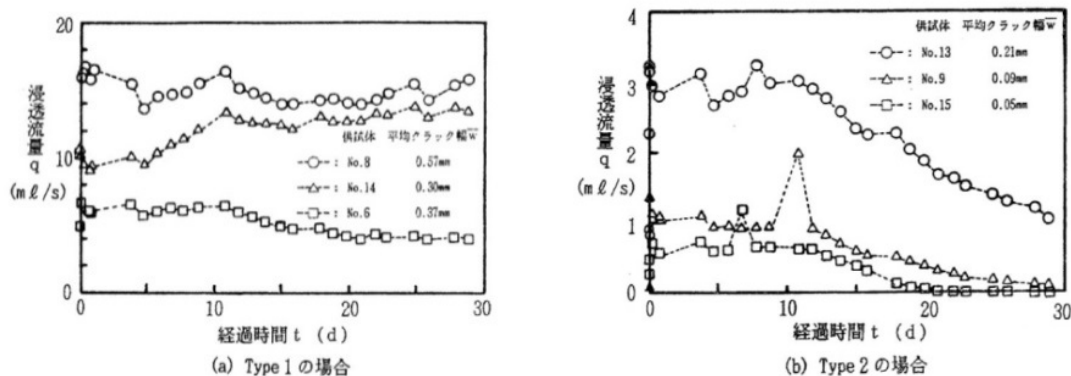 20
10
0
浸透流量 q
(mℓ/s)
供試体 平均クラック幅w̅
○ : No.8 0.57mm
△ : No.14 0.30mm
□ : No.6 0.37mm
0 10 20 30
経過時間 t (d)
(a) Type 1 の場合
4
3
2
1
0
浸透流量 q
(mℓ/s)
供試体 平均クラック幅w̅
○ : No.13 0.21mm
△ : No.9 0.09mm
□ : No.15 0.05mm
0 10 20 30
経過時間 t (d)
(b) Type 2 の場合